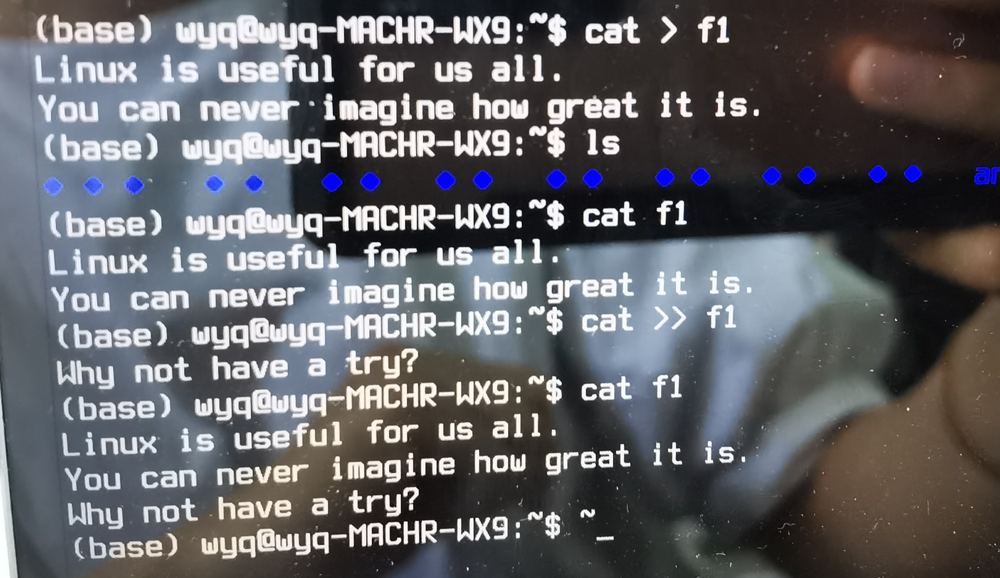 (base) wyq@wyq-MACHR-WX9:~$ cat > f1
Linux is useful for us all.
You can never imagine how great it is.
(base) wyq@wyq-MACHR-WX9:~$ ls
(base) wyq@wyq-MACHR-WX9:~$ cat f1
Linux is useful for us all.
You can never imagine how great it is.
(base) wyq@wyq-MACHR-WX9:~$ cat >> f1
Why not have a try?
(base) wyq@wyq-MACHR-WX9:~$ cat f1
Linux is useful for us all.
You can never imagine how great it is.
Why not have a try?
(base) wyq@wyq-MACHR-WX9:~$ ~_